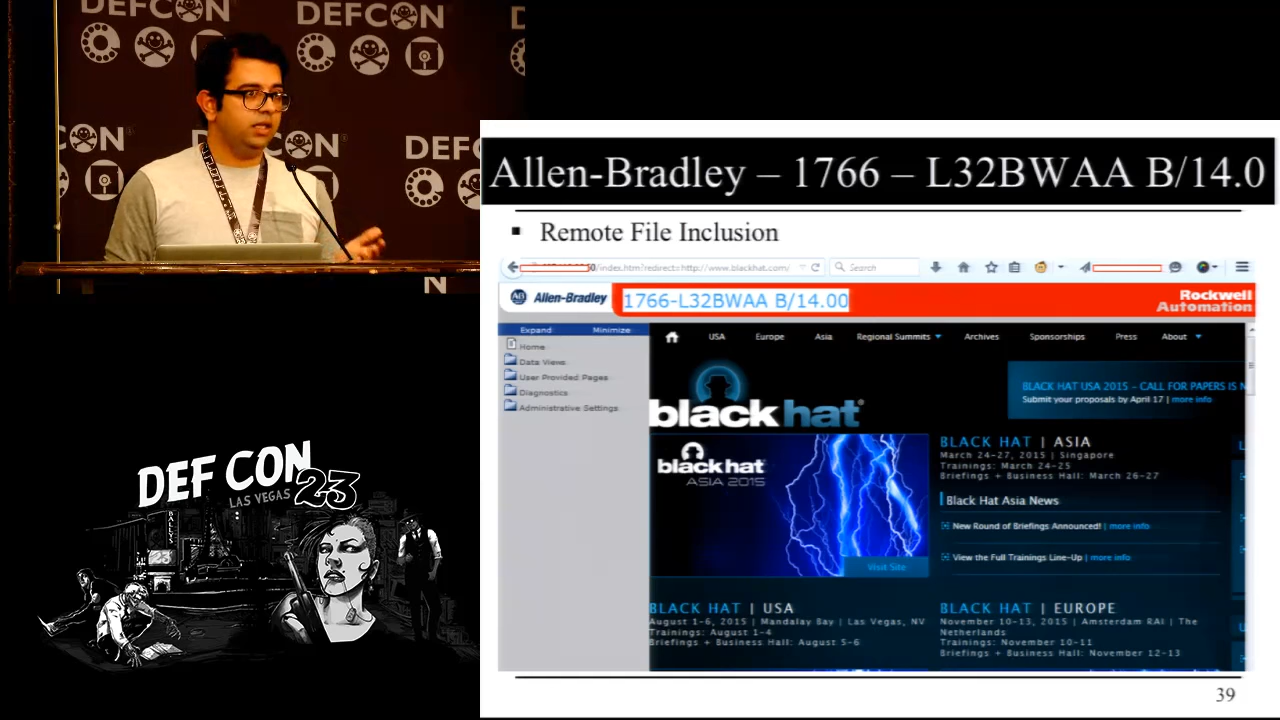 DEFCON
DEFCON
DEFCON
DEFC
N
DEF CON
23
LAS VEGAS
BALLYS
Allen-Bradley – 1766 – L32BWAA B/14.0
▪ Remote File Inclusion
/index.htm?redirect=http://www.blackhat.com/
Search
AB Allen-Bradley
1766-L32BWAA B/14.00
Rockwell
Automation
Expand Minimize
Home
Data Views
User Provided Pages
Diagnostics
Administrative Settings
USA Europe Asia Regional Summits Archives Sponsorships Press About
blackhat
BLACK HAT USA 2015 – CALL FOR PAPERS IS N
Submit your proposals by April 17 | more info
blackhat
ASIA 2015
Visit Site
BLACK HAT | ASIA
March 24-27, 2015 | Singapore
Trainings: March 24-25
Briefings + Business Hall: March 26-27
Black Hat Asia News
New Round of Briefings Announced! | more info
View the Full Trainings Line-Up | more info
BLACK HAT | USA
August 1-6, 2015 | Mandalay Bay | Las Vegas, NV
Trainings: August 1-4
Briefings + Business Hall: August 5-6
BLACK HAT | EUROPE
November 10-13, 2015 | Amsterdam RAI | The
Netherlands
Trainings: November 10-11
Briefings + Business Hall: November 12-13
39